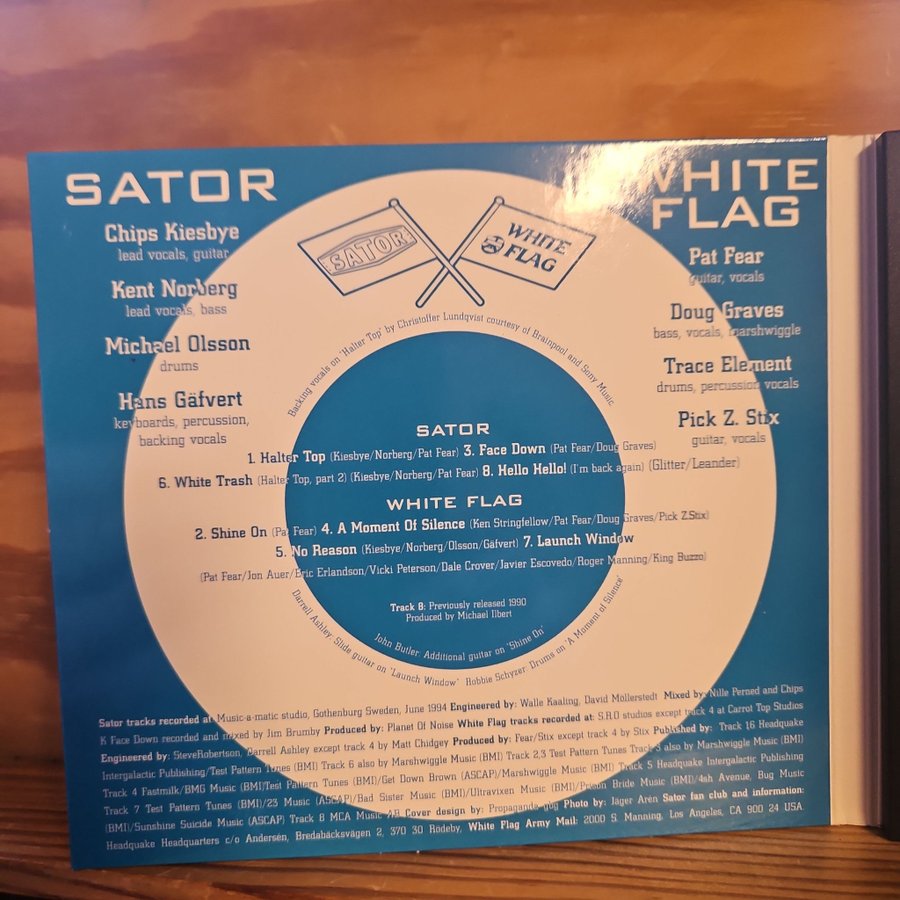 SATOR
Chips Kiesbye
lead vocals, guitar
Kent Norberg
lead vocals, bass
Michael Olsson
drums
Hans Gäfvert
keyboards, percussion,
backing vocals
WHITE
FLAG
Pat Fear
guitar, vocals
Doug Graves
bass, vocals, marshwiggle
Trace Element
drums, percussion vocals
Pick Z. Stix
guitar, vocals
SATOR
WHITE
FLAG
Backing vocals on 'Halter Top' by Christoffer Lundqvist courtesy of Brainpool and Sony Music
SATOR
1. Halter Top (Kiesbye/Norberg/Pat Fear) 3. Face Down (Pat Fear/Doug Graves)
6. White Trash (Halter Top, part 2) (Kiesbye/Norberg/Pat Fear) 8. Hello Hello! (I'm back again) (Glitter/Leander)
WHITE FLAG
2. Shine On (Pat Fear) 4. A Moment Of Silence (Ken Stringfellow/Pat Fear/Doug Graves/Pick Z.Stix)
5. No Reason (Kiesbye/Norberg/Olsson/Gäfvert) 7. Launch Window
(Pat Fear/Jon Auer/Eric Erlandson/Vicki Peterson/Dale Crover/Javier Escovedo/Roger Manning/King Buzzo)
Track 8: Previously released 1990
Produced by Michael Ilbert
Darrell Ashley: Slide guitar on 'Launch Window' Robbie Schyzer: Drums on 'A Moment of Silence'
John Butler: Additional guitar on 'Shine On'
Sator tracks recorded at Music-a-matic studio, Gothenburg Sweden, June 1994 Engineered by: Walle Kaaling, David Möllerstedt Mixed by: Nille Perned and Chips
K Face Down recorded and mixed by Jim Brumby Produced by: Planet Of Noise White Flag tracks recorded at: S.R.O studios except track 4 at Carrot Top Studios
Engineered by: SteveRobertson, Darrell Ashley except track 4 by Matt Chidgey Produced by: Fear/Stix except track 4 by Stix Published by: Track 1&6 Headquake
Intergalactic Publishing/Test Pattern Tunes (BMI) Track 6 also by Marshwiggle Music (BMI) Track 2,3 Test Pattern Tunes Track 3 also by Marshwiggle Music (BMI)
Track 4 Fastmilk/BMG Music (BMI)Test Pattern Tunes (BMI)/Get Down Brown (ASCAP)/Marshwiggle Music (BMI) Track 5 Headquake Intergalactic Publishing
Track 7 Test Pattern Tunes (BMI)/23 Music (ASCAP)/Bad Sister Music (BMI)/Ultravixen Music (BMI)/Prison Bride Music (BMI)/4sh Avenue, Bug Music
(BMI)/Sunshine Suicide Music (ASCAP) Track 8 MCA Music AB Cover design by: Propaganda Photo by: Jäger Arén Sator fan club and information:
Headquake Headquarters c/o Andersen, Bredabäcksvägen 2, 370 30 Rödeby, White Flag Army Mail: 2000 S. Manning, Los Angeles, CA 900 24 USA.